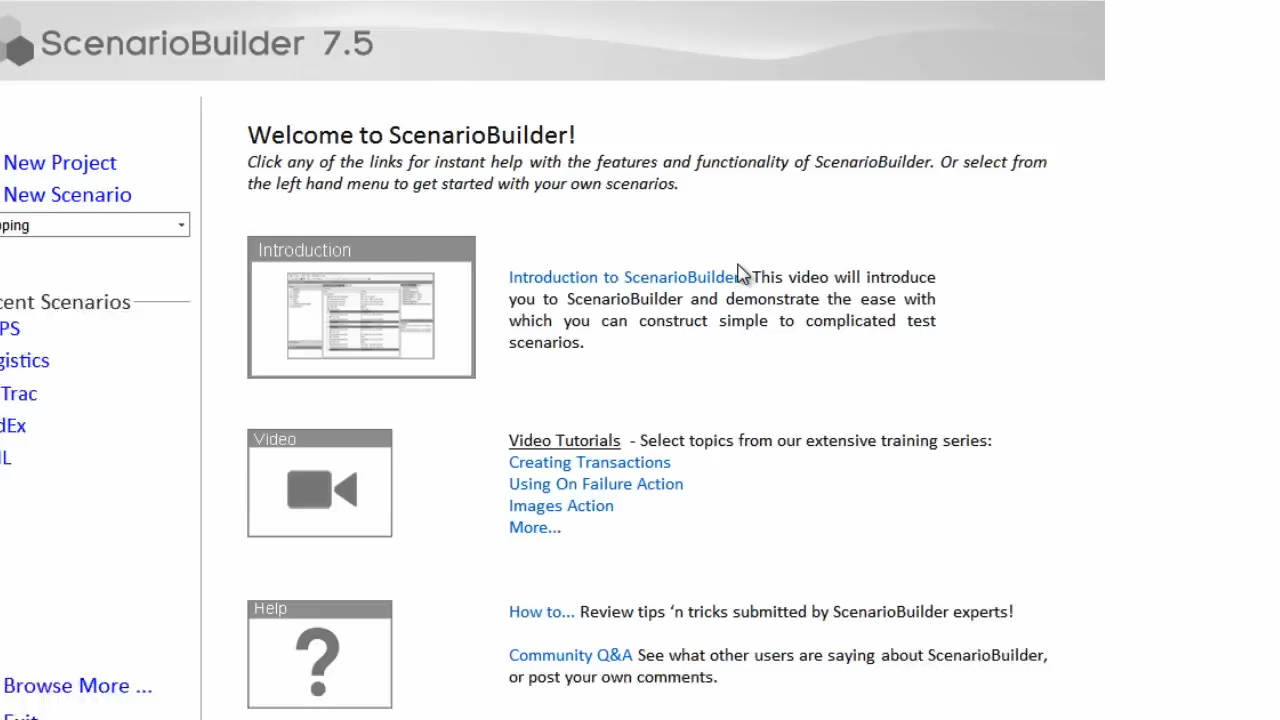 ScenarioBuilder 7.5
New Project
New Scenario
Recent Scenarios
Browse More ...
Exit
Welcome to ScenarioBuilder!
Click any of the links for instant help with the features and functionality of ScenarioBuilder. Or select from
the left hand menu to get started with your own scenarios.
Introduction
Introduction to ScenarioBuilder This video will introduce
you to ScenarioBuilder and demonstrate the ease with
which you can construct simple to complicated test
scenarios.
Video
Video Tutorials - Select topics from our extensive training series:
Creating Transactions
Using On Failure Action
Images Action
More...
Help
How to... Review tips ‘n tricks submitted by ScenarioBuilder experts!
Community Q&A See what other users are saying about ScenarioBuilder,
or post your own comments.